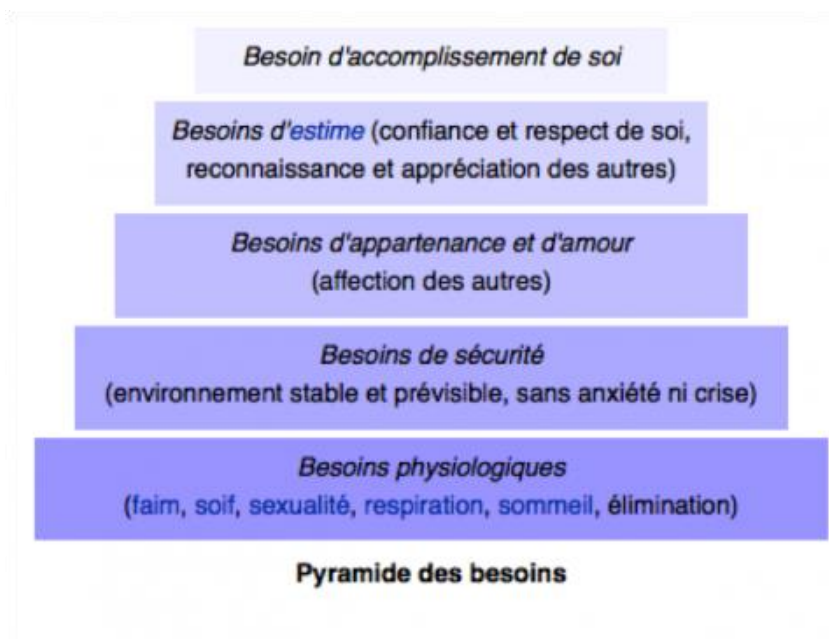 Besoin d'accomplissement de soi
Besoins d'estime (confiance et respect de soi,
reconnaissance et appréciation des autres)
Besoins d'appartenance et d'amour
(affection des autres)
Besoins de sécurité
(environnement stable et prévisible, sans anxiété ni crise)
Besoins physiologiques
(faim, soif, sexualité, respiration, sommeil, élimination)
Pyramide des besoins